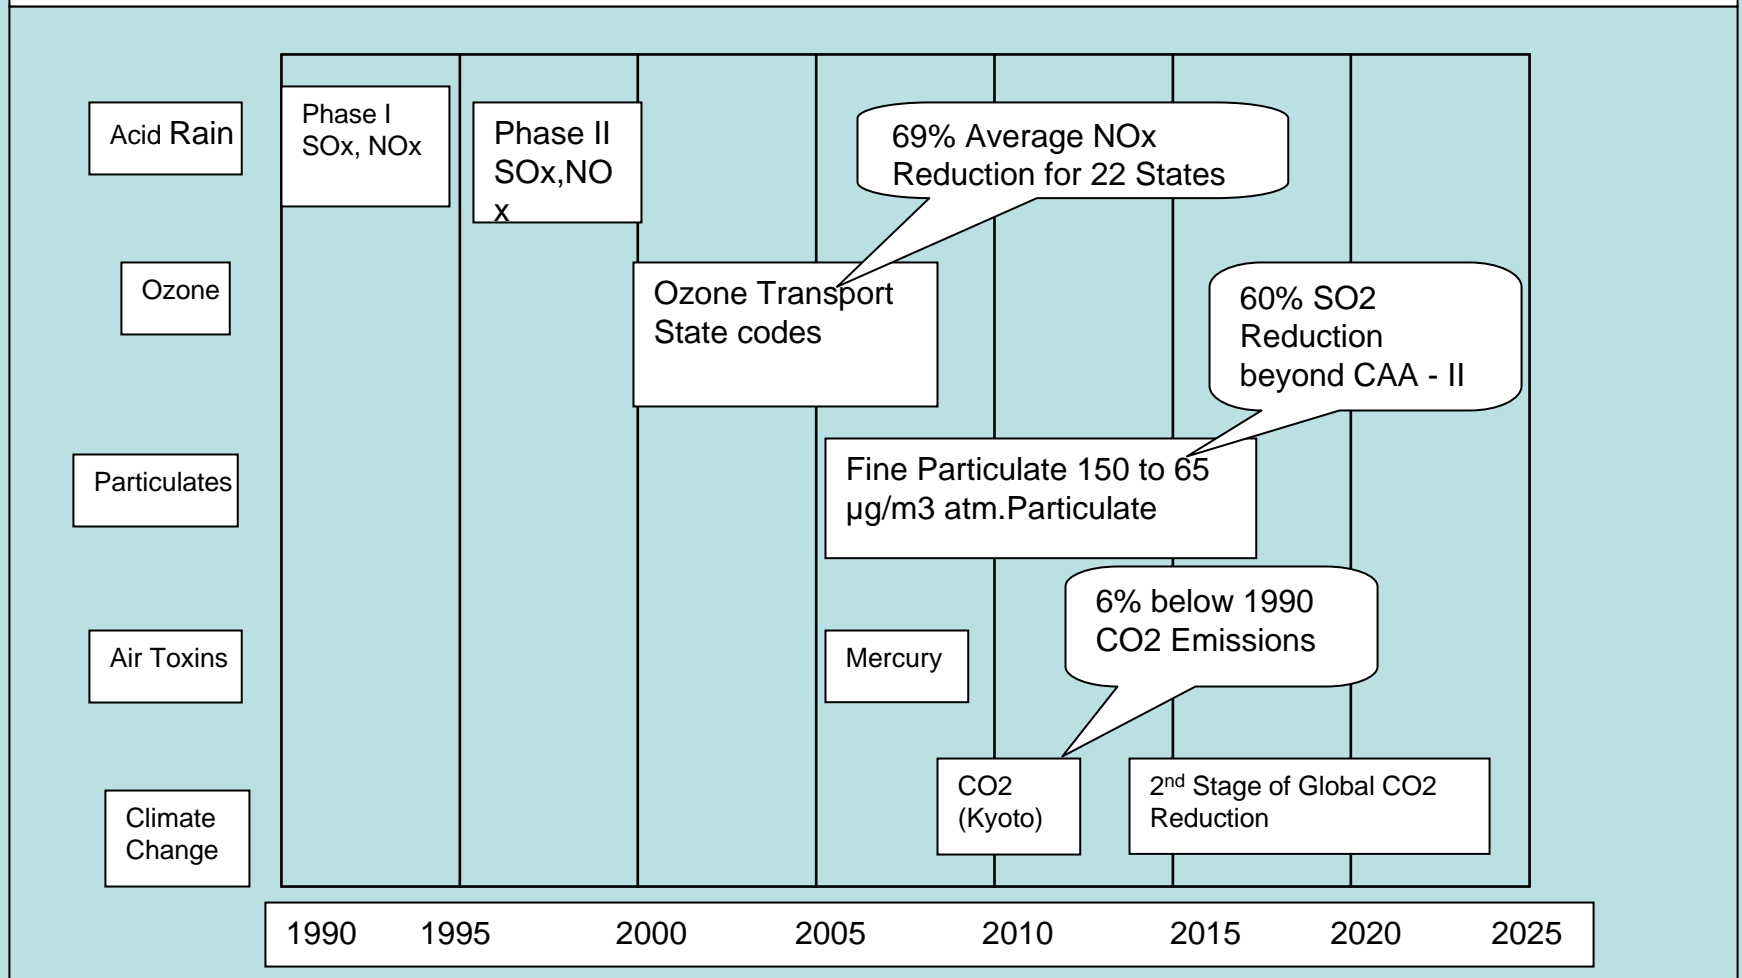 Acid Rain
Phase I
SOx, NOx
Phase II
SOx,NO
x
69% Average NOx
Reduction for 22 States
Ozone
Ozone Transport
State codes
60% SO2
Reduction
beyond CAA - II
Particulates
Fine Particulate 150 to 65
µg/m3 atm.Particulate
6% below 1990
CO2 Emissions
Air Toxins
Mercury
Climate
Change
CO2
(Kyoto)
2nd Stage of Global CO2
Reduction
1990 1995 2000 2005 2010 2015 2020 2025